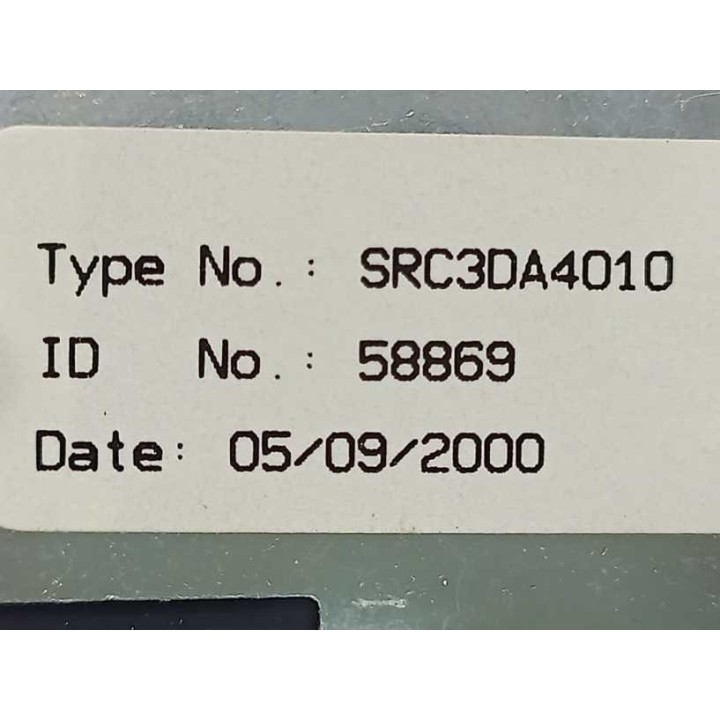 Type No.: SRC3DA4010
ID No.: 58869
Date: 05/09/2000